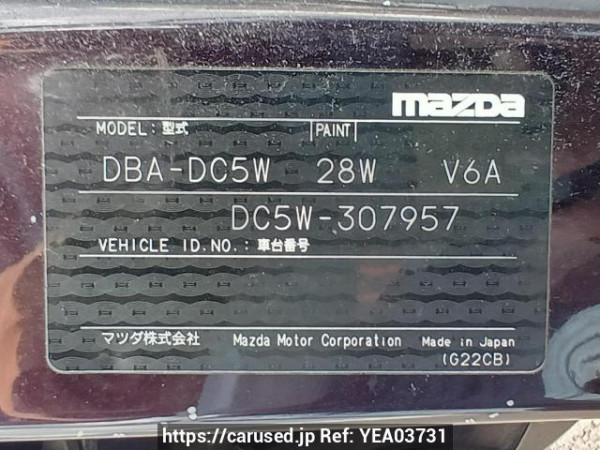 mazda
MODEL: 型式 PAINT
DBA-DC5W 28W V6A
DC5W-307957
VEHICLE ID.NO.: 車台番号
マツダ株式会社 Mazda Motor Corporation Made in Japan
(G22CB)
https://carused.jp Ref: YEA03731